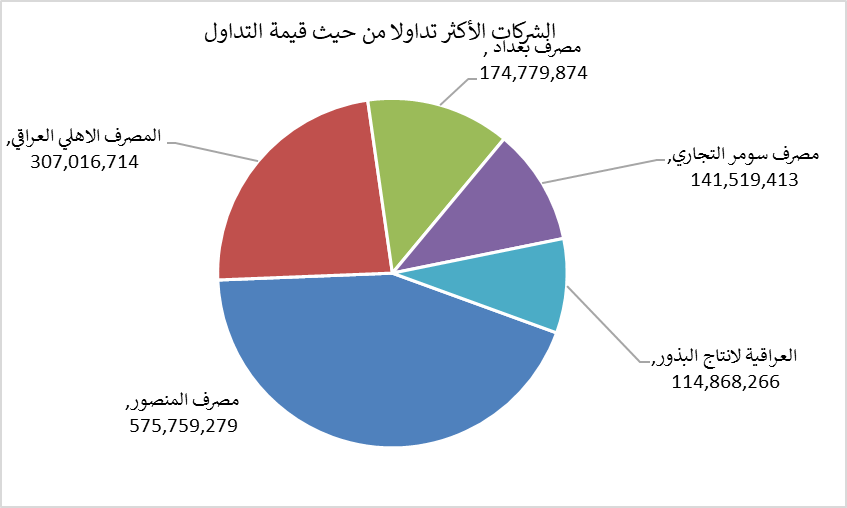 الشركات الأكثر تداولا من حيث قيمة التداول
مصرف بغداد ,
174,779,874
المصرف الاهلي العراقي,
307,016,714
مصرف سومر التجاري,
141,519,413
العراقية لانتاج البذور,
114,868,266
مصرف المنصور,
575,759,279